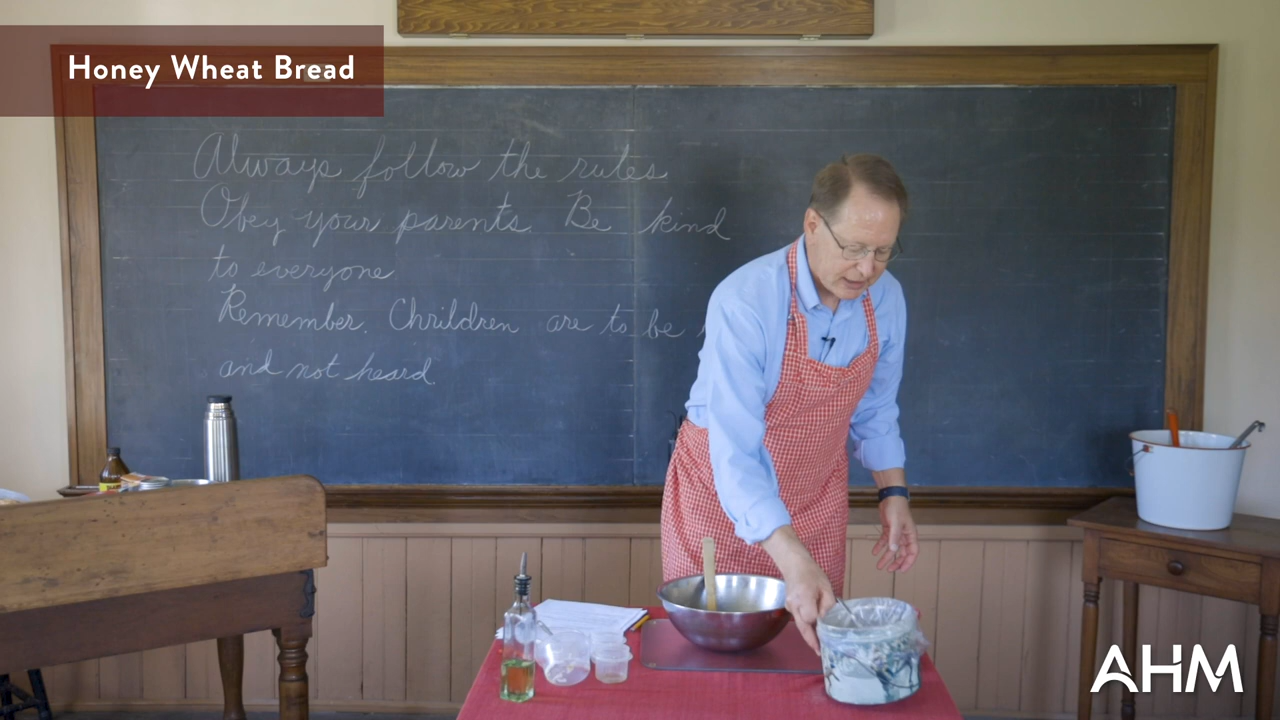 Honey Wheat Bread
Always follow the rules
Obey your parents. Be kind
to everyone
Remember. Chrildren are to be
and not heard.
AHM